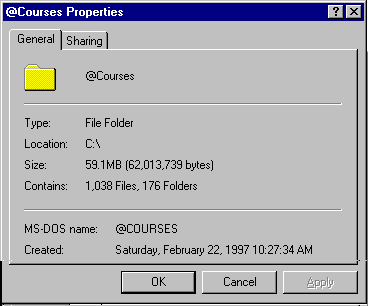 @Courses Properties
General Sharing
@Courses
Type: File Folder
Location: C:\
Size: 59.1MB (62,013,739 bytes)
Contains: 1,038 Files, 176 Folders
MS-DOS name: @COURSES
Created: Saturday, February 22, 1997 10:27:34 AM
OK Cancel Apply